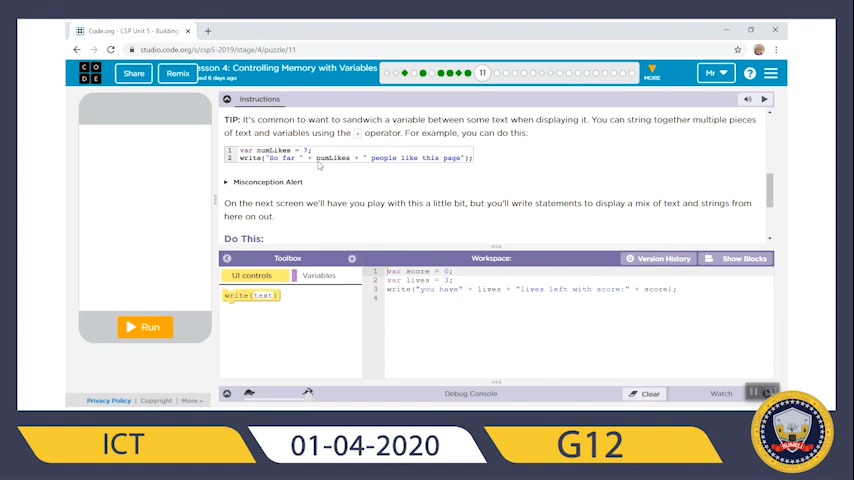 Code.org - CSP Unit 5 - Building
studio.code.org/s/csp5-2019/stage/4/puzzle/11
CODE
Share
Remix
esson 4: Controlling Memory with Variables
ved 6 days ago
11
MORE
Mr
Instructions
TIP: It's common to want to sandwich a variable between some text when displaying it. You can string together multiple pieces
of text and variables using the + operator. For example, you can do this:
1 var numLikes = 7;
2 write("So far " + numLikes + " people like this page");
Misconception Alert
On the next screen we'll have you play with this a little bit, but you'll write statements to display a mix of text and strings from
here on out.
Do This:
Toolbox
Workspace:
Version History
Show Blocks
UI controls
Variables
write(text)
1 var score = 0;
2 var lives = 3;
3 write("you have" + lives + "lives left with score:" + score);
4
Run
Debug Console
Clear
Watch
Privacy Policy | Copyright | More
ICT
01-04-2020
G12